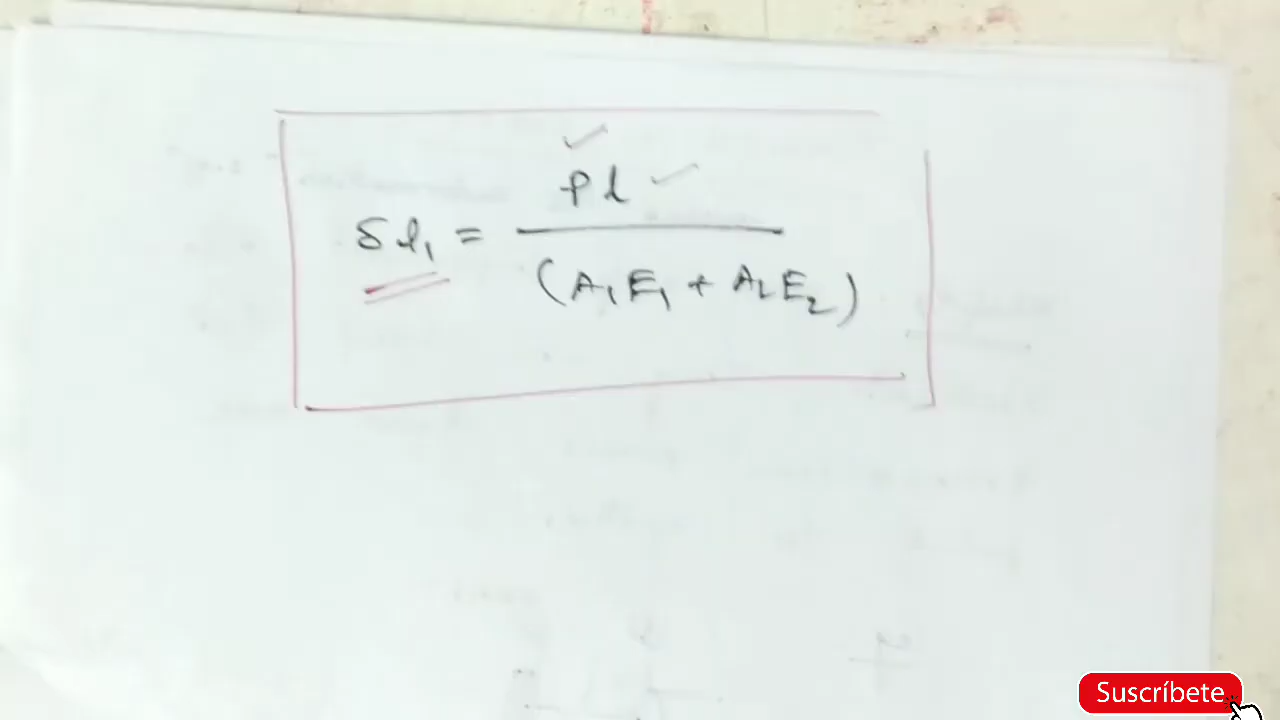 δl₁ = Pl / (A₁E₁ + A₂E₂)
Suscríbete